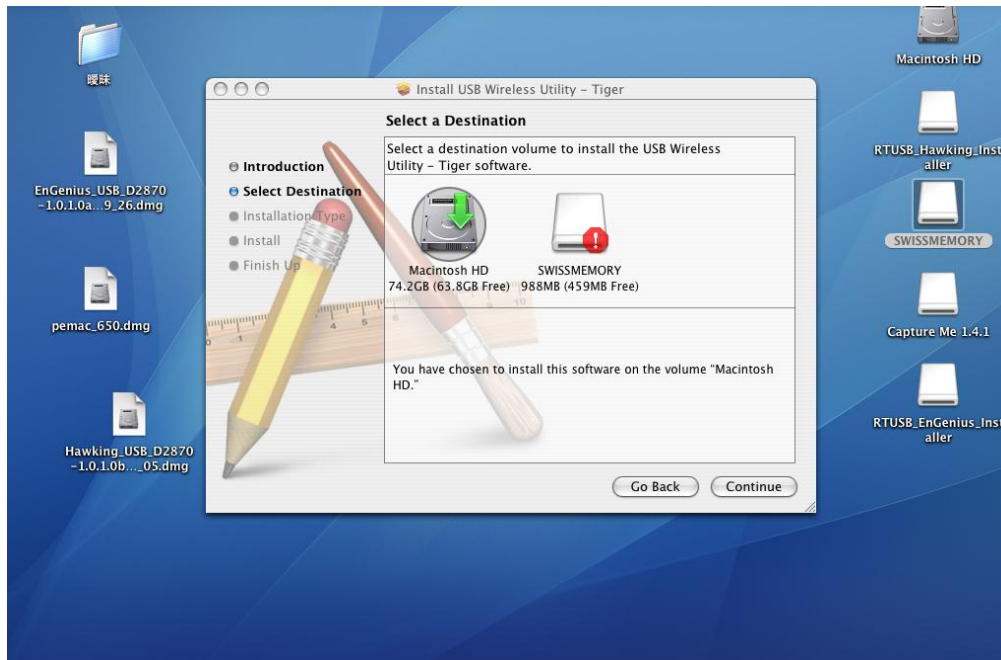 曖昧
EnGenius_USB_D2870
-1.0.1.0a...9_26.dmg
pemac_650.dmg
Hawking_USB_D2870
-1.0.1.0b..._05.dmg
Install USB Wireless Utility – Tiger
Introduction
Select Destination
Installation Type
Install
Finish Up
Select a Destination
Select a destination volume to install the USB Wireless
Utility – Tiger software.
Macintosh HD
74.2GB (63.8GB Free)
SWISSMEMORY
988MB (459MB Free)
You have chosen to install this software on the volume "Macintosh
HD."
Go Back
Continue
Macintosh HD
RTUSB_Hawking_Inst
aller
SWISSMEMORY
Capture Me 1.4.1
RTUSB_EnGenius_Inst
aller